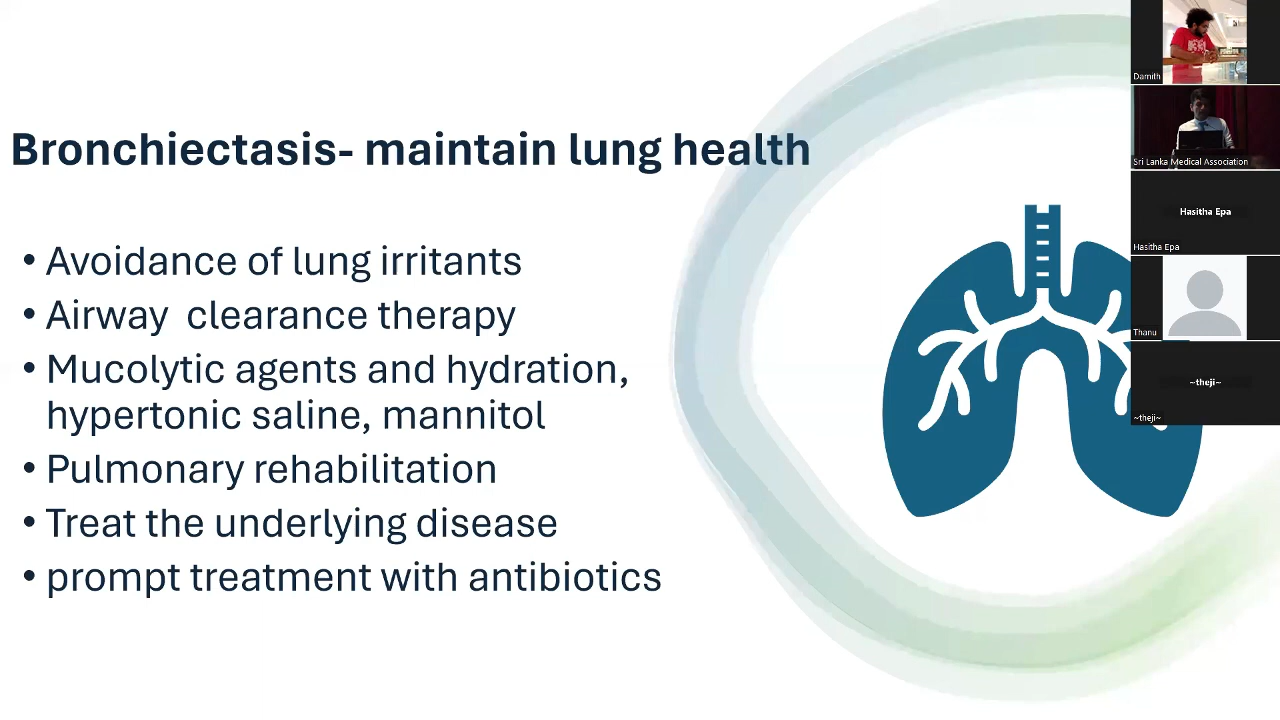 Bronchiectasis- maintain lung health
• Avoidance of lung irritants
• Airway  clearance therapy
• Mucolytic agents and hydration,
hypertonic saline, mannitol
• Pulmonary rehabilitation
• Treat the underlying disease
• prompt treatment with antibiotics
Damith
Sri Lanka Medical Association
Hasitha Epa
Hasitha Epa
Thanu
~theji~
~theji~